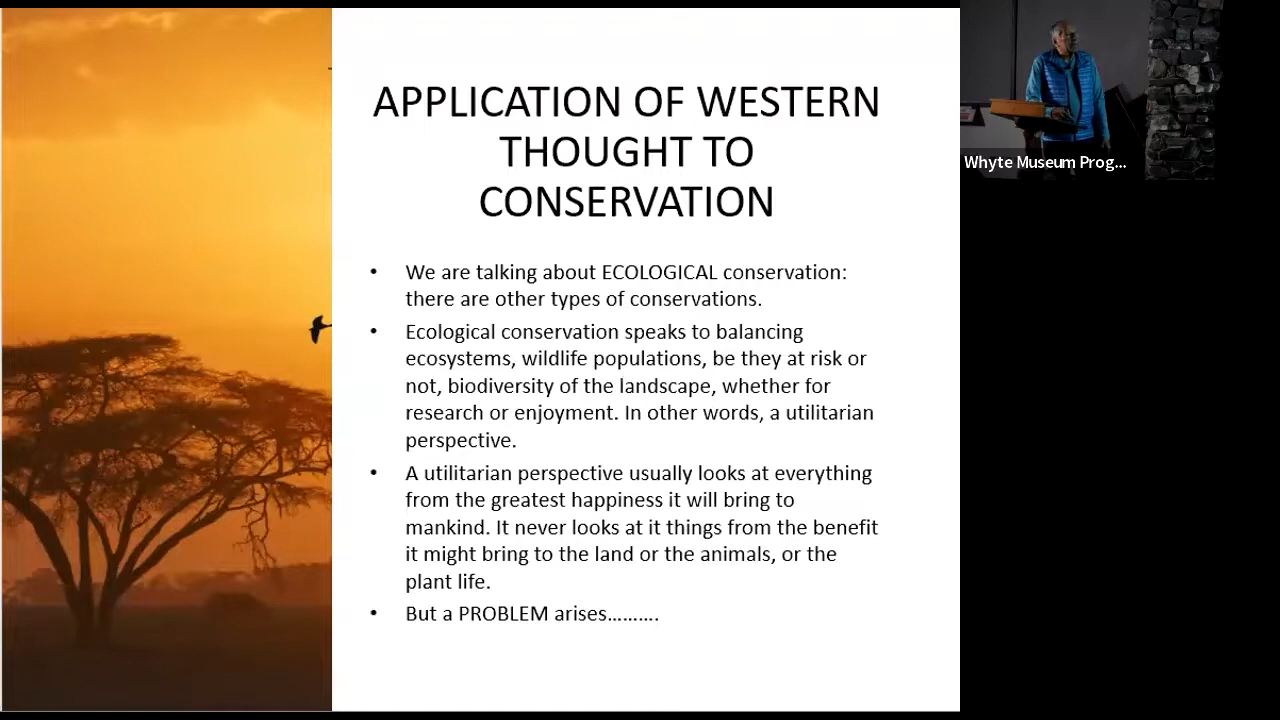 APPLICATION OF WESTERN
THOUGHT TO
CONSERVATION
• We are talking about ECOLOGICAL conservation:
there are other types of conservations.
• Ecological conservation speaks to balancing
ecosystems, wildlife populations, be they at risk or
not, biodiversity of the landscape, whether for
research or enjoyment. In other words, a utilitarian
perspective.
• A utilitarian perspective usually looks at everything
from the greatest happiness it will bring to
mankind. It never looks at it things from the benefit
it might bring to the land or the animals, or the
plant life.
• But a PROBLEM arises……….
Whyte Museum Prog...